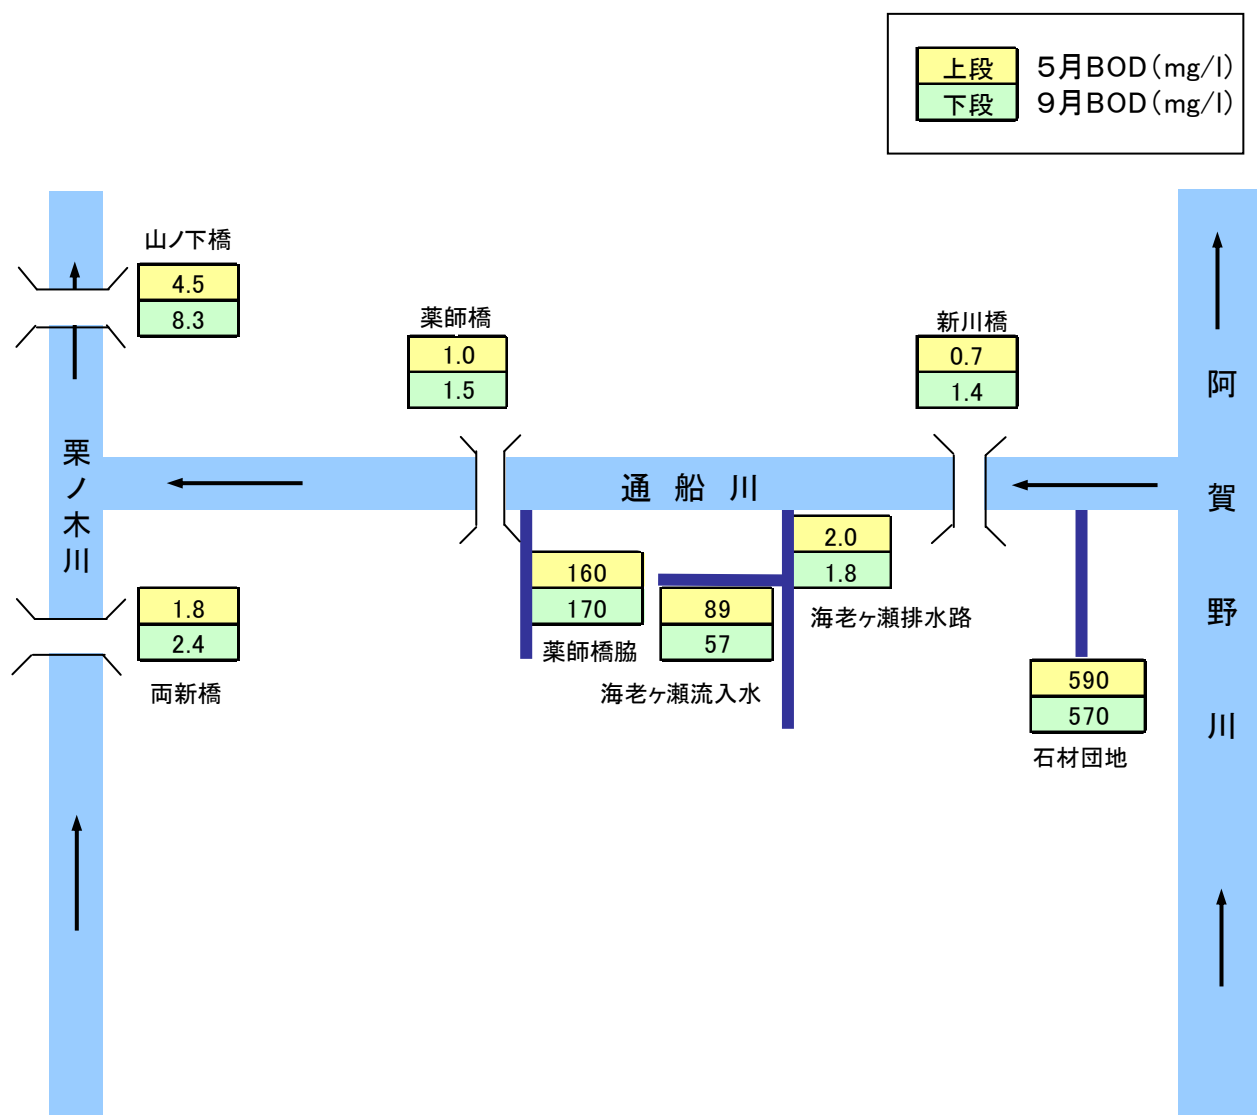 上段 5月BOD(mg/l)
下段 9月BOD(mg/l)
山ノ下橋
4.5
8.3
薬師橋
1.0
1.5
新川橋
0.7
1.4
阿賀野川
栗ノ木川
通船川
160
170
薬師橋脇
89
57
海老ヶ瀬流入水
2.0
1.8
海老ヶ瀬排水路
1.8
2.4
両新橋
590
570
石材団地